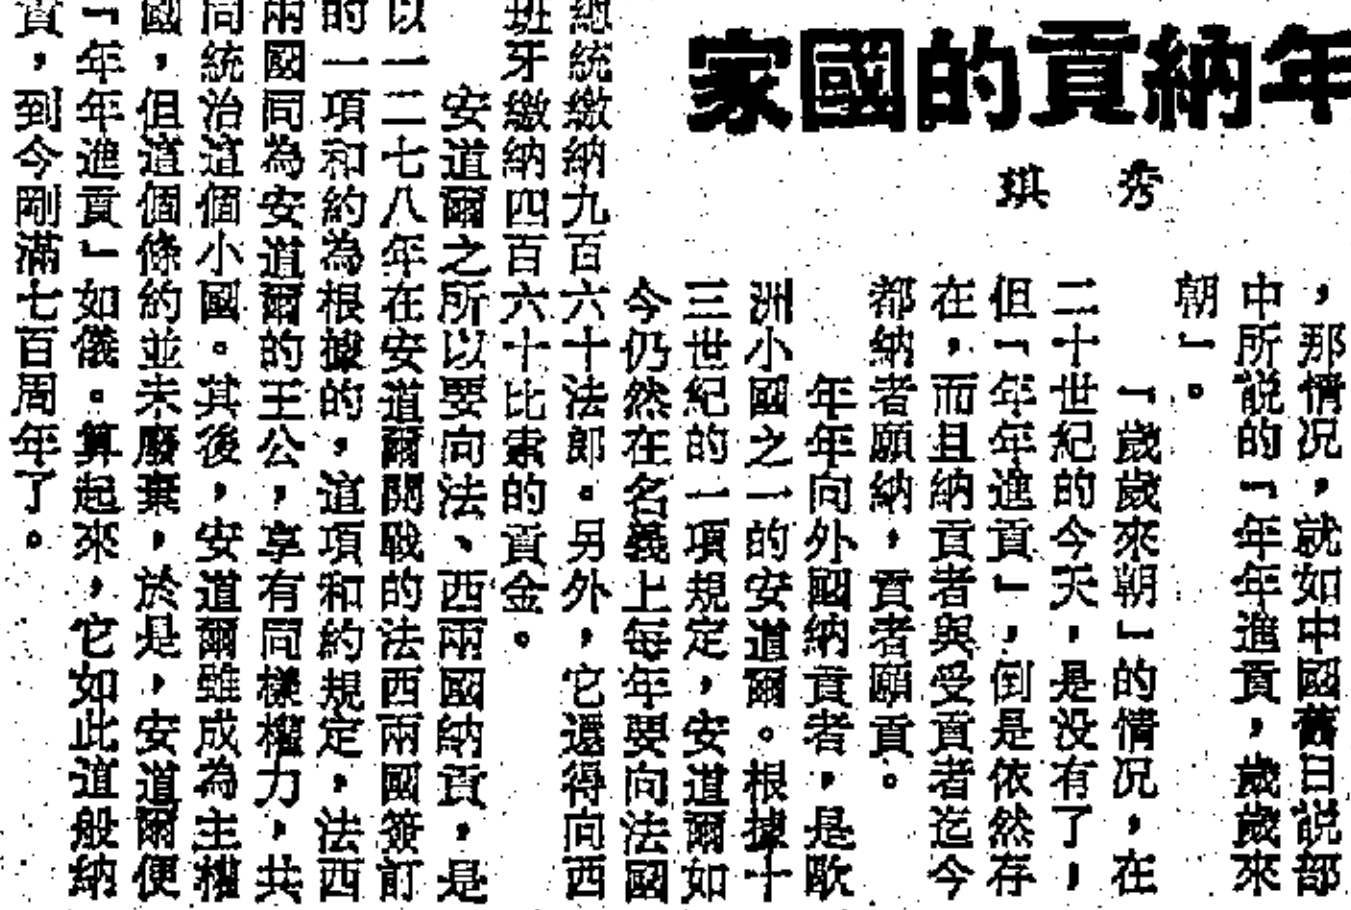 年納貢的國家
秀琪
，那情況，就如中國舊日説部
中所説的「年年進貢，歲歲來
朝」。
「歲歲來朝」的情況，在
二十世紀的今天，是没有了，
但「年年進貢」，倒是依然存
在，而且納貢者與受貢者迄今
都納者願納，貢者願貢。
年年向外國納貢者，是歐
洲小國之一的安道爾。根據十
三世紀的一項規定，安道爾如
今仍然在名義上每年要向法國
總統繳納九百六十法郎。另外，它還得向西
班牙繳納四百六十比索的貢金。
安道爾之所以要向法、西兩國納貢，是
以一二七八年在安道爾開戰的法西兩國簽訂
的一項和約為根據的，這項和約規定，法西
兩國同為安道爾的王公，享有同樣權力，共
同統治這個小國。其後，安道爾雖成為主權
國，但這個條約並未廢棄，於是，安道爾便
「年年進貢」如儀。算起來，它如此這般納
貢，到今剛滿七百周年了。